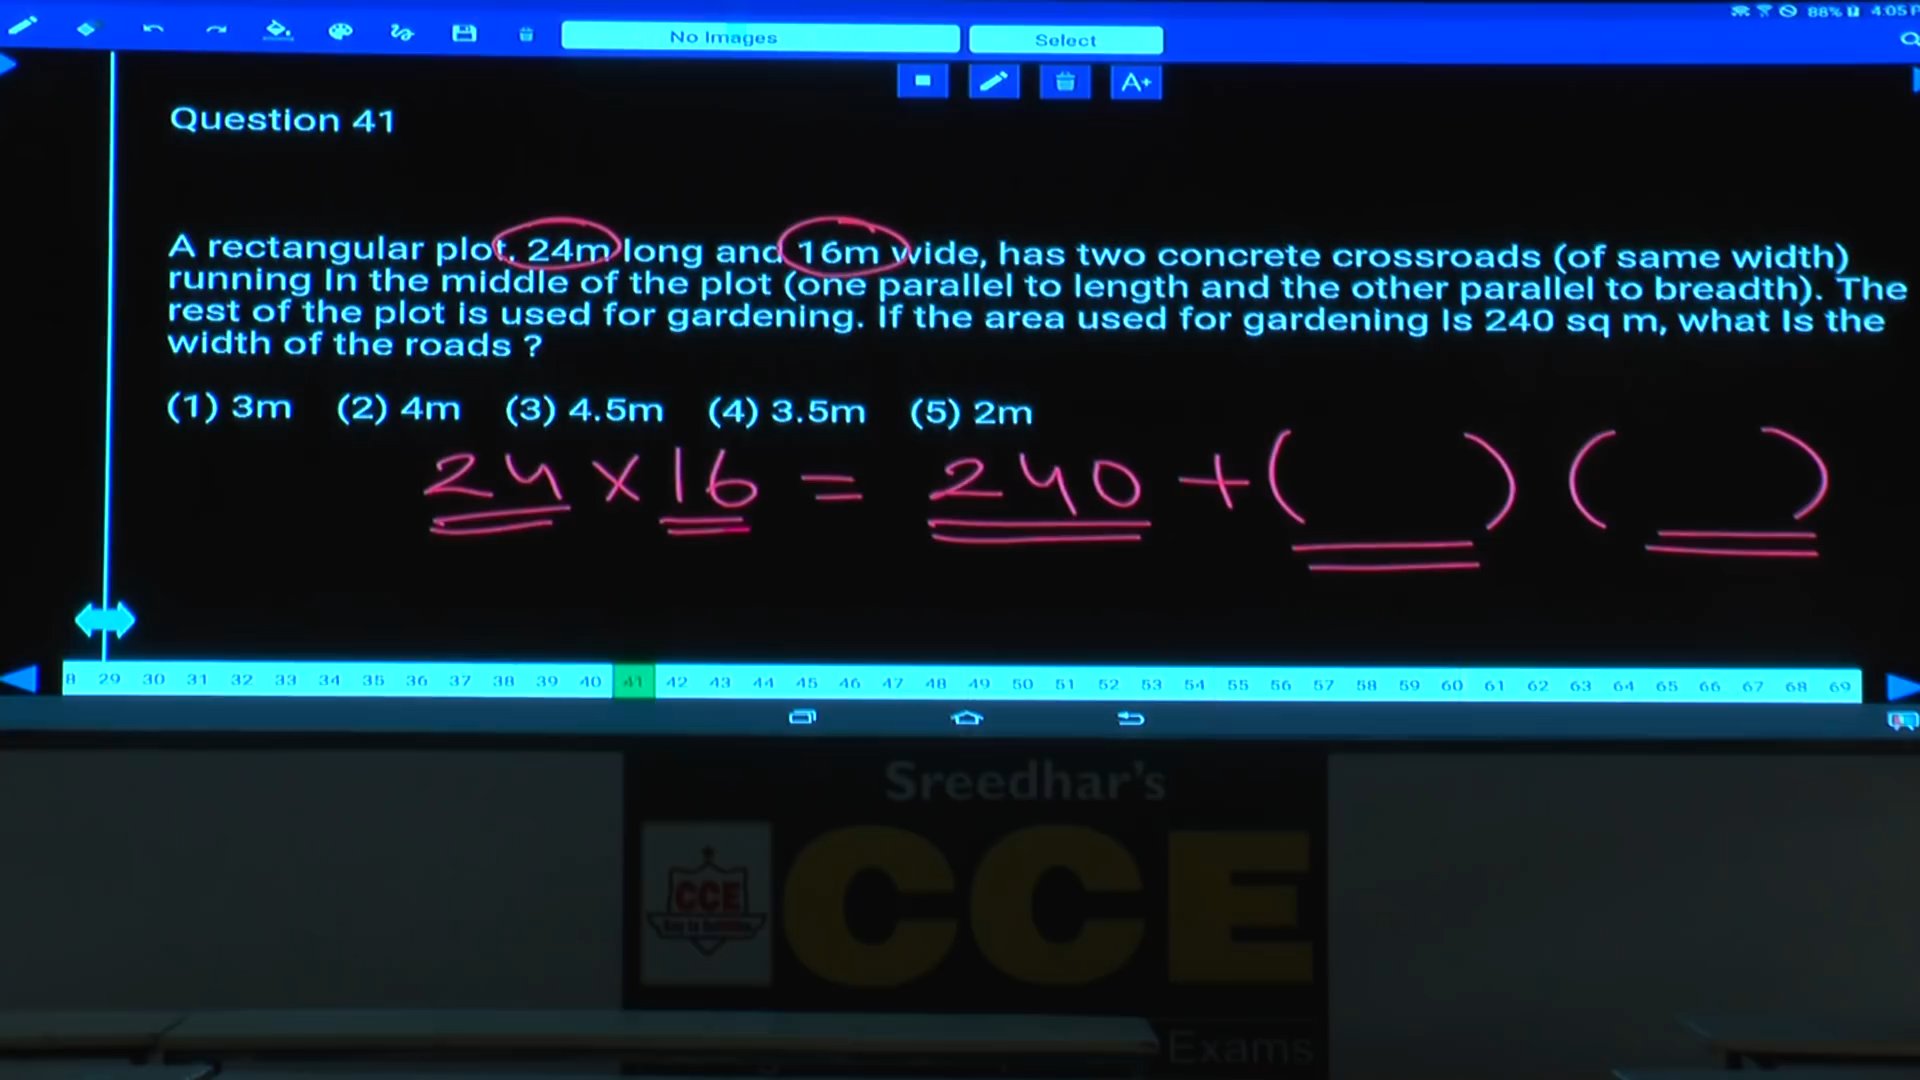 88% 4:05 P
No Images
Select
A+
Question 41
A rectangular plot, 24m long and 16m wide, has two concrete crossroads (of same width)
running In the middle of the plot (one parallel to length and the other parallel to breadth). The
rest of the plot is used for gardening. If the area used for gardening Is 240 sq m, what Is the
width of the roads ?
(1) 3m (2) 4m (3) 4.5m (4) 3.5m (5) 2m
24 × 16 = 240 + ( ) ( )
8 29 30 31 32 33 34 35 36 37 38 39 40 41 42 43 44 45 46 47 48 49 50 51 52 53 54 55 56 57 58 59 60 61 62 63 64 65 66 67 68 69
Sreedhar's
CCE
CCE
Exams